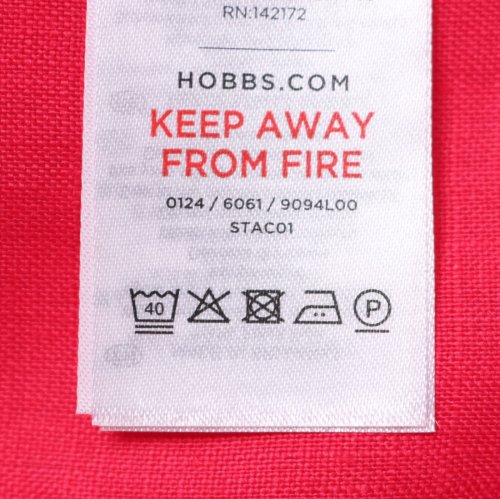 RN:142172
HOBBS.COM
KEEP AWAY
FROM FIRE
0124 / 6061 / 9094L00
STAC01
40
P